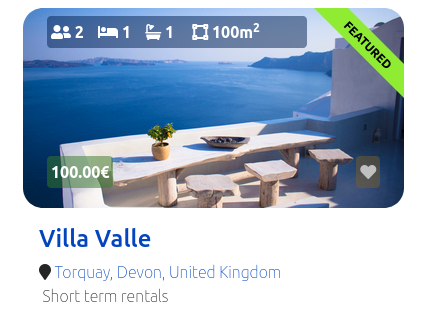 2 1 1 100m²
FEATURED
100.00€
Villa Valle
Torquay, Devon, United Kingdom
Short term rentals